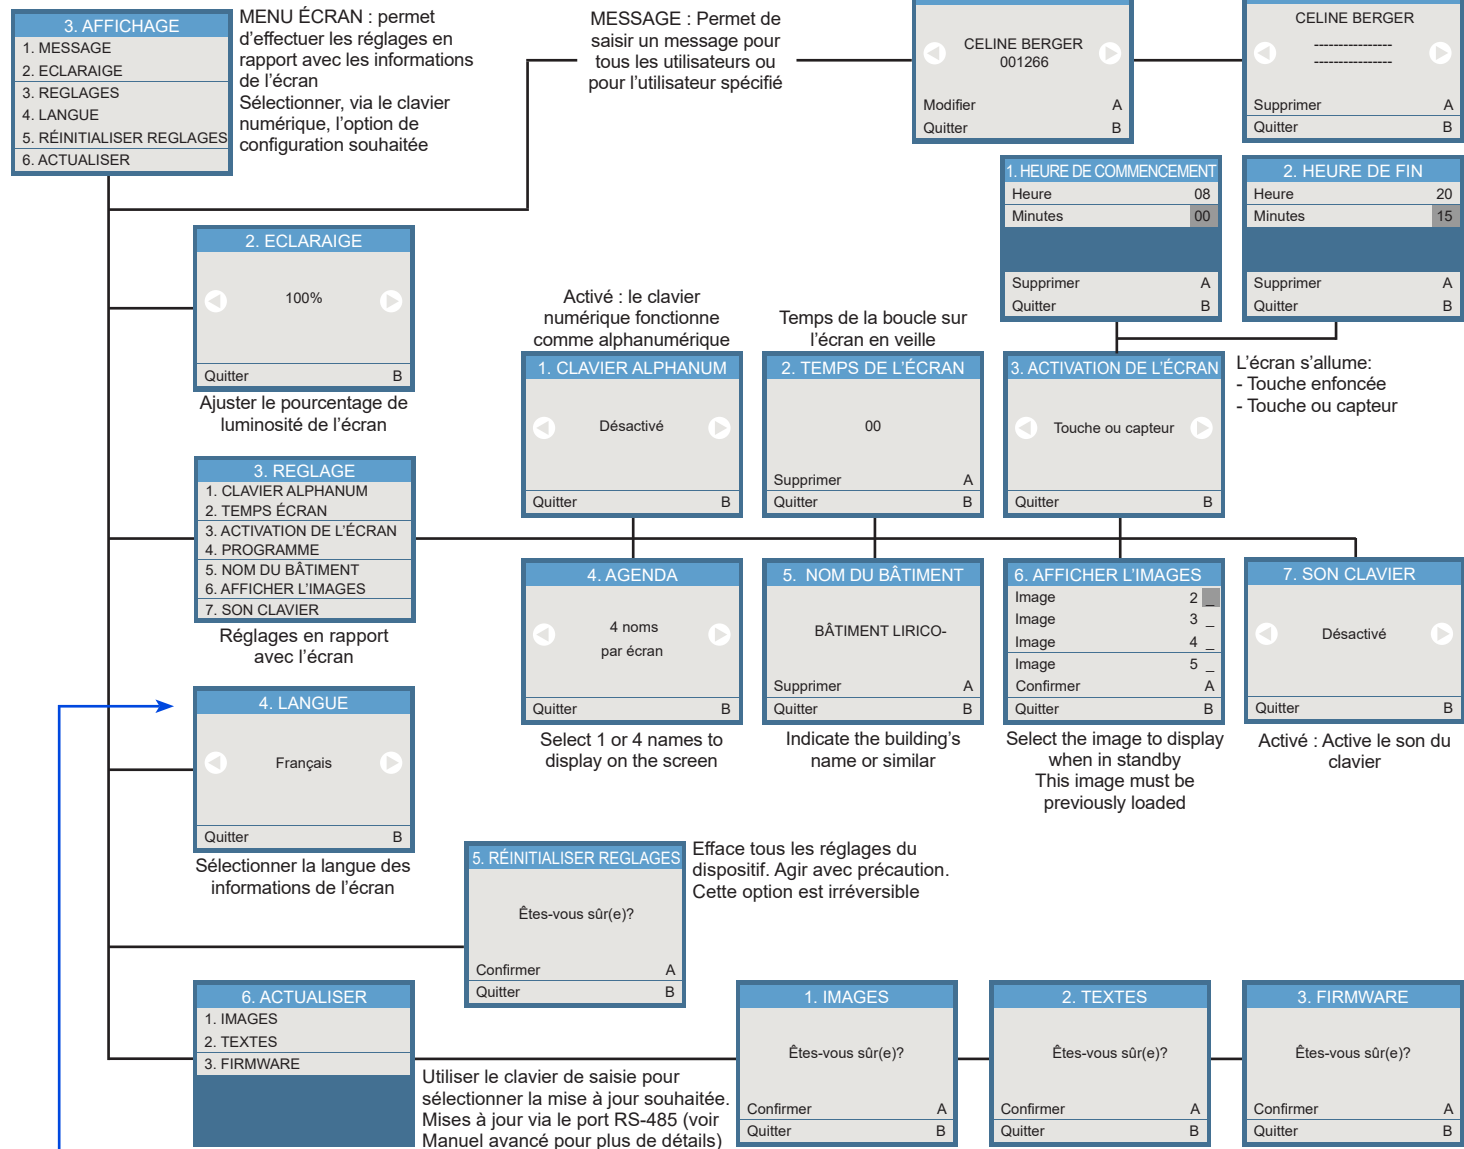 3. AFFICHAGE
1. MESSAGE
2. ECLARAIGE
3. REGLAGES
4. LANGUE
5. RÉINITIALISER REGLAGES
6. ACTUALISER
MENU ÉCRAN : permet
d'effectuer les réglages en
rapport avec les informations
de l'écran
Sélectionner, via le clavier
numérique, l'option de
configuration souhaitée
MESSAGE : Permet de
saisir un message pour
tous les utilisateurs ou
pour l'utilisateur spécifié
CELINE BERGER
001266
Modifier A
Quitter B
CELINE BERGER
----------------
----------------
Supprimer A
Quitter B
1. HEURE DE COMMENCEMENT
Heure 08
Minutes 00
Supprimer A
Quitter B
2. HEURE DE FIN
Heure 20
Minutes 15
Supprimer A
Quitter B
2. ECLARAIGE
100%
Quitter B
Ajuster le pourcentage de
luminosité de l'écran
Activé : le clavier
numérique fonctionne
comme alphanumérique
1. CLAVIER ALPHANUM
Désactivé
Quitter B
Temps de la boucle sur
l'écran en veille
2. TEMPS DE L'ÉCRAN
00
Supprimer A
Quitter B
3. ACTIVATION DE L'ÉCRAN
Touche ou capteur
Quitter B
L'écran s'allume:
- Touche enfoncée
- Touche ou capteur
3. REGLAGE
1. CLAVIER ALPHANUM
2. TEMPS ÉCRAN
3. ACTIVATION DE L'ÉCRAN
4. PROGRAMME
5. NOM DU BÂTIMENT
6. AFFICHER L'IMAGES
7. SON CLAVIER
Réglages en rapport
avec l'écran
4. AGENDA
4 noms
par écran
Quitter B
Select 1 or 4 names to
display on the screen
5. NOM DU BÂTIMENT
BÂTIMENT LIRICO-
Supprimer A
Quitter B
Indicate the building's
name or similar
6. AFFICHER L'IMAGES
Image 2 _
Image 3 _
Image 4 _
Image 5 _
Confirmer A
Quitter B
Select the image to display
when in standby
This image must be
previously loaded
7. SON CLAVIER
Désactivé
Quitter B
Activé : Active le son du
clavier
4. LANGUE
Français
Quitter B
Sélectionner la langue des
informations de l'écran
5. RÉINITIALISER REGLAGES
Êtes-vous sûr(e)?
Confirmer A
Quitter B
Efface tous les réglages du
dispositif. Agir avec précaution.
Cette option est irréversible
6. ACTUALISER
1. IMAGES
2. TEXTES
3. FIRMWARE
Utiliser le clavier de saisie pour
sélectionner la mise à jour souhaitée.
Mises à jour via le port RS-485 (voir
Manuel avancé pour plus de détails)
1. IMAGES
Êtes-vous sûr(e)?
Confirmer A
Quitter B
2. TEXTES
Êtes-vous sûr(e)?
Confirmer A
Quitter B
3. FIRMWARE
Êtes-vous sûr(e)?
Confirmer A
Quitter B